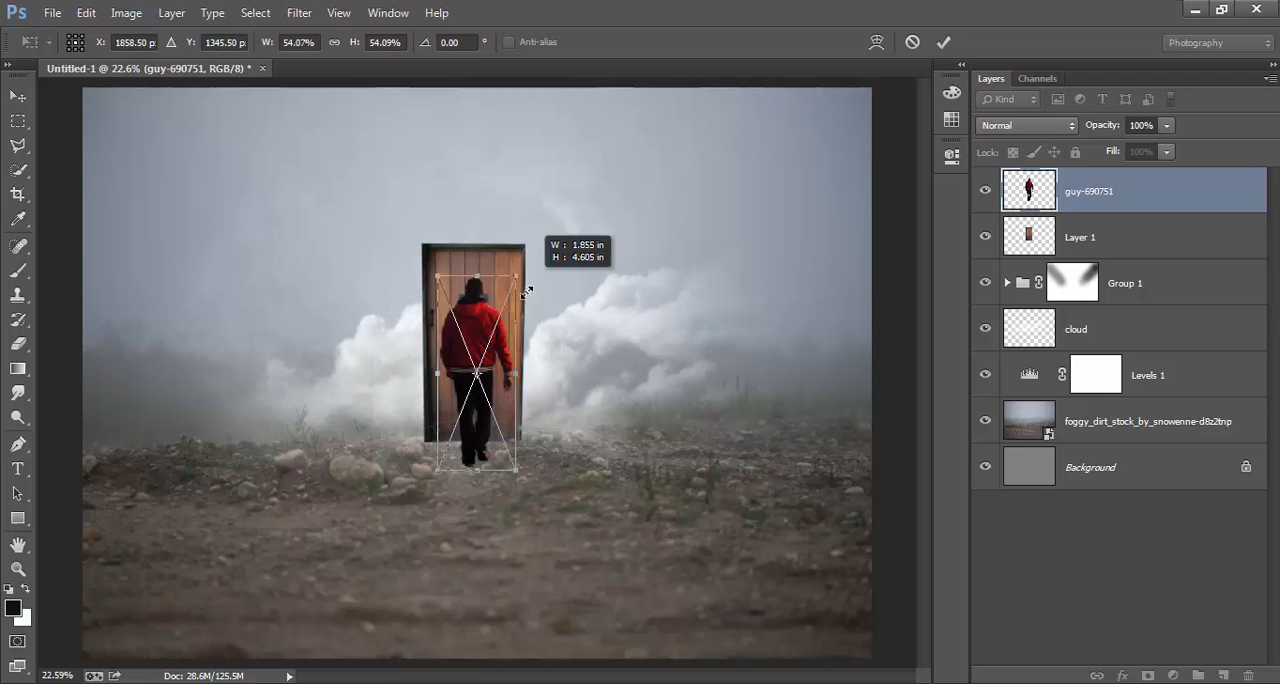 Ps File Edit Image Layer Type Select Filter View Window Help
X: 1858.50 p: Y: 1345.50 p: W: 54.07% H: 54.09% 0.00 ° Anti-alias Photography
Untitled-1 @ 22.6% (guy-690751, RGB/8) * ×
Layers Channels
Kind
Normal Opacity: 100%
Lock: Fill: 100%
guy-690751
Layer 1
Group 1
cloud
Levels 1
foggy_dirt_stock_by_snowenne-d8z2tnp
Background
W : 1.855 in
H : 4.605 in
22.59% Doc: 28.6M/125.5M